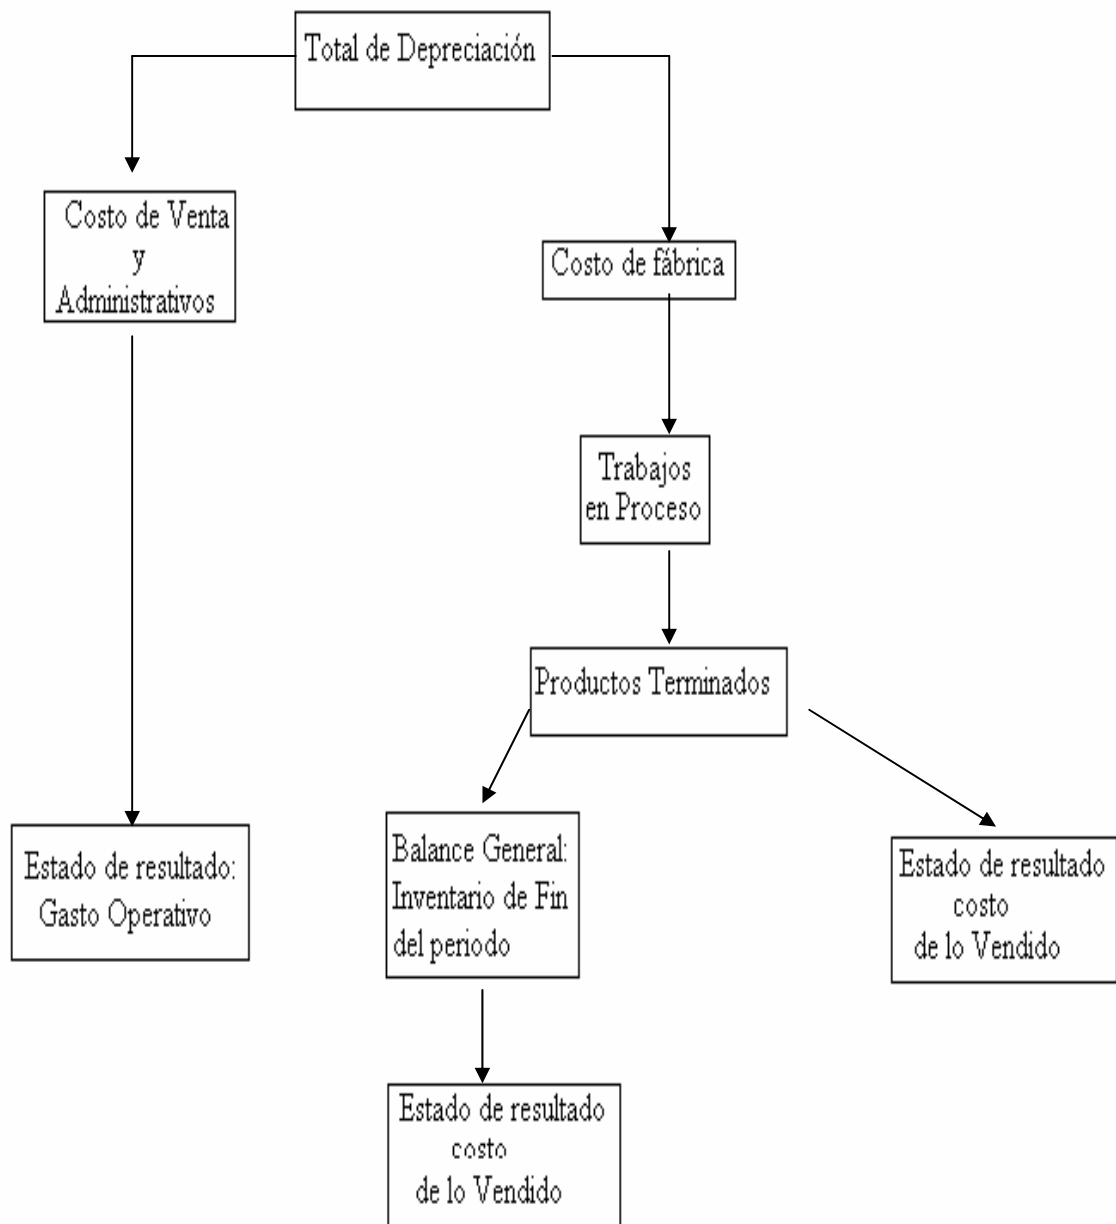 Total de Depreciación
Costo de Venta
y
Administrativos
Costo de fábrica
Trabajos
en Proceso
Productos Terminados
Estado de resultado:
Gasto Operativo
Balance General:
Inventario de Fin
del periodo
Estado de resultado
costo
de lo Vendido
Estado de resultado
costo
de lo Vendido